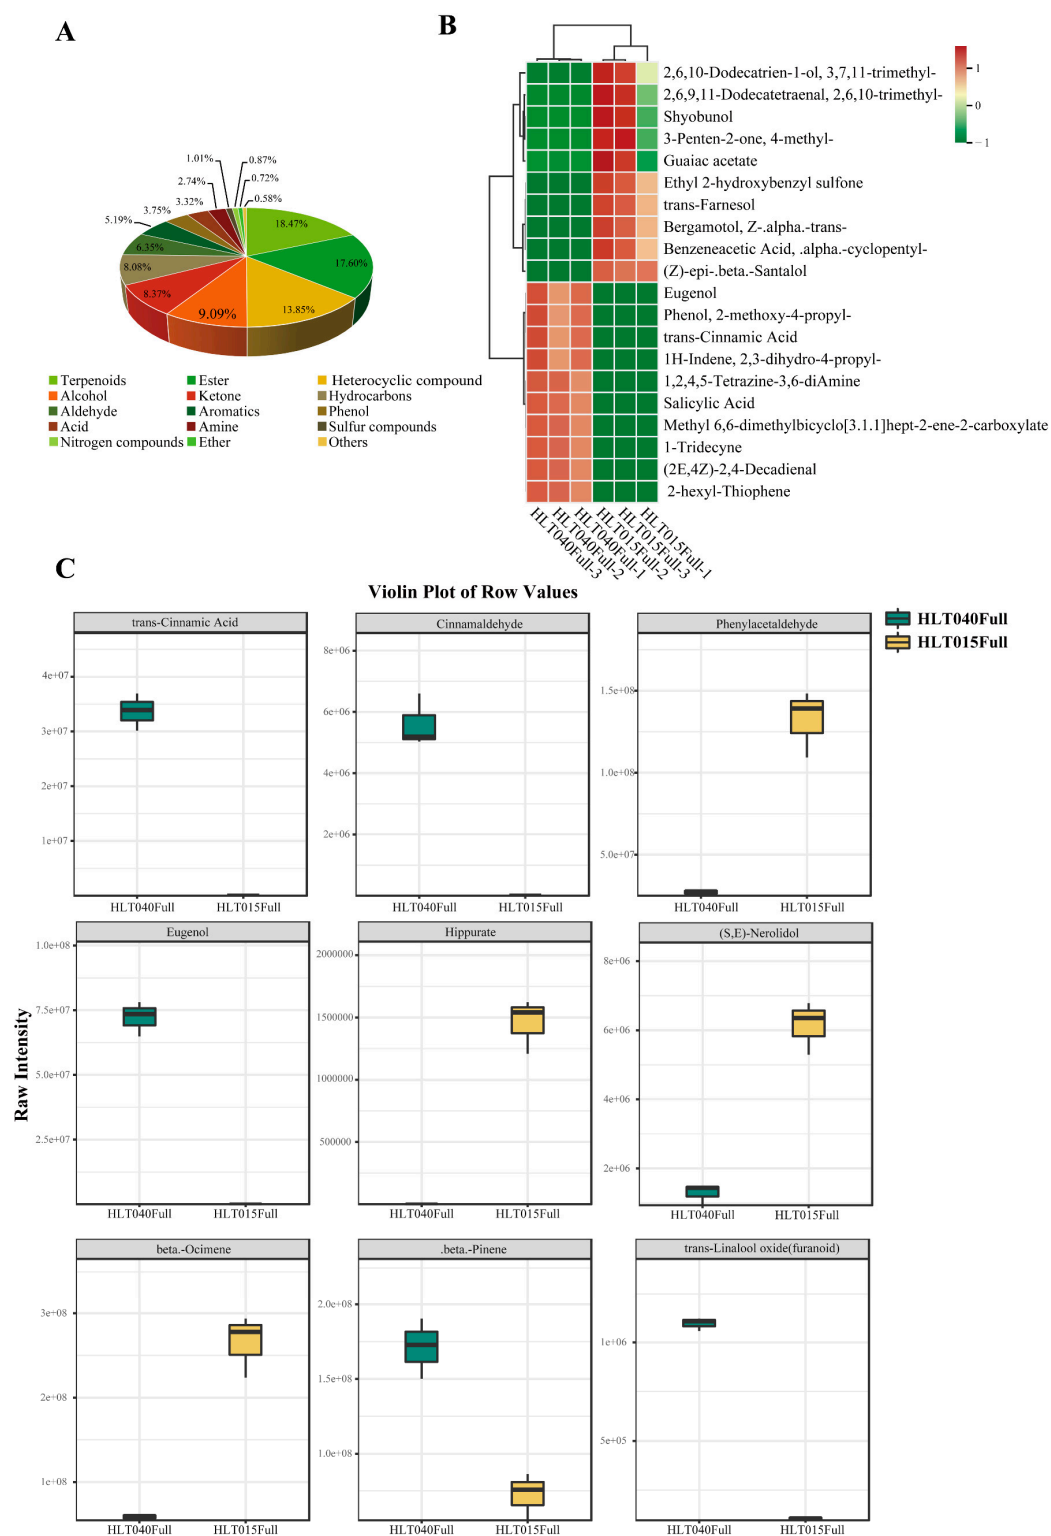 A
1.01%
0.87%
2.74%
0.72%
3.32%
0.58%
3.75%
5.19%
18.47%
6.35%
17.60%
8.08%
8.37%
9.09%
13.85%
Terpenoids
Ester
Heterocyclic compound
Alcohol
Ketone
Hydrocarbons
Aldehyde
Aromatics
Phenol
Acid
Amine
Sulfur compounds
Nitrogen compounds
Ether
Others
B
2,6,10-Dodecatrien-1-ol, 3,7,11-trimethyl-
2,6,9,11-Dodecatetraenal, 2,6,10-trimethyl-
Shyobunol
3-Penten-2-one, 4-methyl-
Guaiac acetate
Ethyl 2-hydroxybenzyl sulfone
trans-Farnesol
Bergamotol, Z-.alpha.-trans-
Benzeneacetic Acid, .alpha.-cyclopentyl-
(Z)-epi-.beta.-Santalol
Eugenol
Phenol, 2-methoxy-4-propyl-
trans-Cinnamic Acid
1H-Indene, 2,3-dihydro-4-propyl-
1,2,4,5-Tetrazine-3,6-diAmine
Salicylic Acid
Methyl 6,6-dimethylbicyclo[3.1.1]hept-2-ene-2-carboxylate
1-Tridecyne
(2E,4Z)-2,4-Decadienal
2-hexyl-Thiophene
1
0
−1
HLT040Full-3
HLT040Full-2
HLT040Full-1
HLT015Full-2
HLT015Full-3
HLT015Full-1
C
Violin Plot of Row Values
HLT040Full
HLT015Full
Raw Intensity
trans-Cinnamic Acid
4e+07
3e+07
2e+07
1e+07
HLT040Full
HLT015Full
Cinnamaldehyde
8e+06
6e+06
4e+06
2e+06
HLT040Full
HLT015Full
Phenylacetaldehyde
1.5e+08
1.0e+08
5.0e+07
HLT040Full
HLT015Full
Eugenol
1.0e+08
7.5e+07
5.0e+07
2.5e+07
HLT040Full
HLT015Full
Hippurate
2000000
1500000
1000000
500000
HLT040Full
HLT015Full
(S,E)-Nerolidol
8e+06
6e+06
4e+06
2e+06
HLT040Full
HLT015Full
beta.-Ocimene
3e+08
2e+08
1e+08
HLT040Full
HLT015Full
.beta.-Pinene
2.0e+08
1.5e+08
1.0e+08
HLT040Full
HLT015Full
trans-Linalool oxide(furanoid)
1e+06
5e+05
HLT040Full
HLT015Full